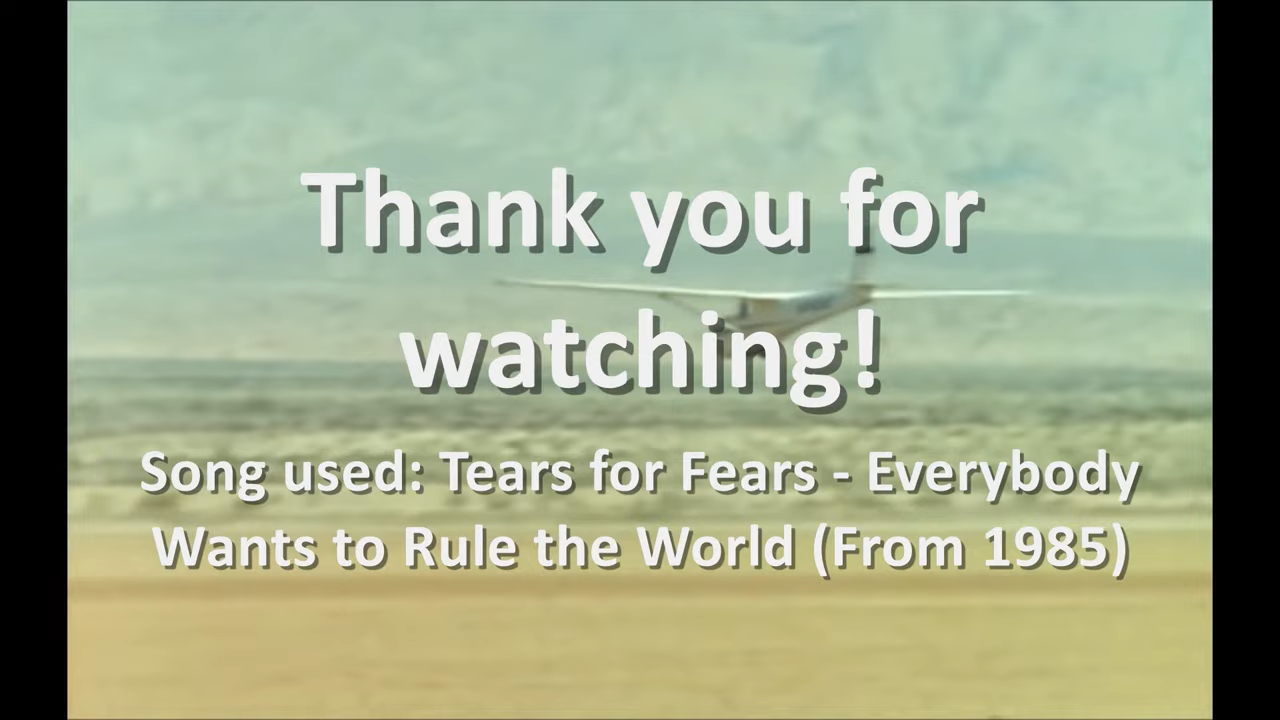 Thank you for
watching!
Song used: Tears for Fears - Everybody
Wants to Rule the World (From 1985)